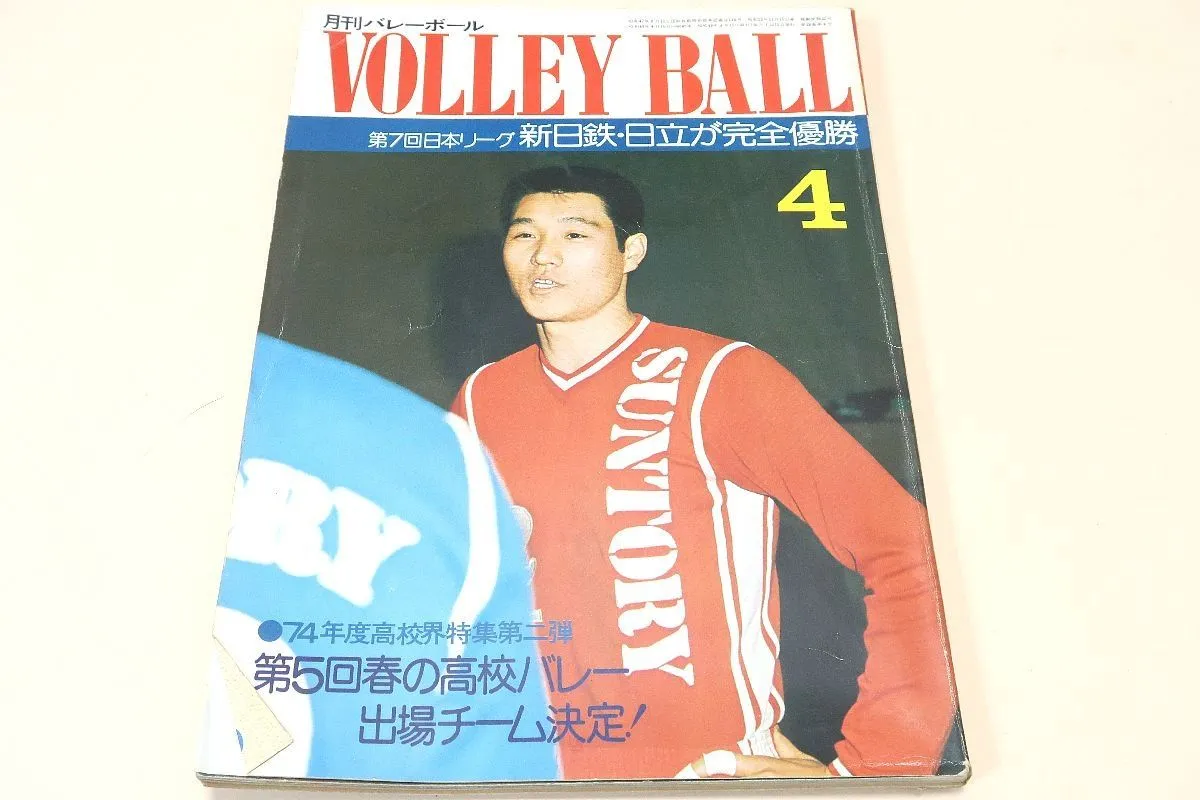 月刊バレーボール
VOLLEY BALL
第7回日本リーグ 新日鉄・日立が完全優勝
4
SUNTORY
RY
●74年度高校界特集第二弾
第5回春の高校バレー
出場チーム決定!